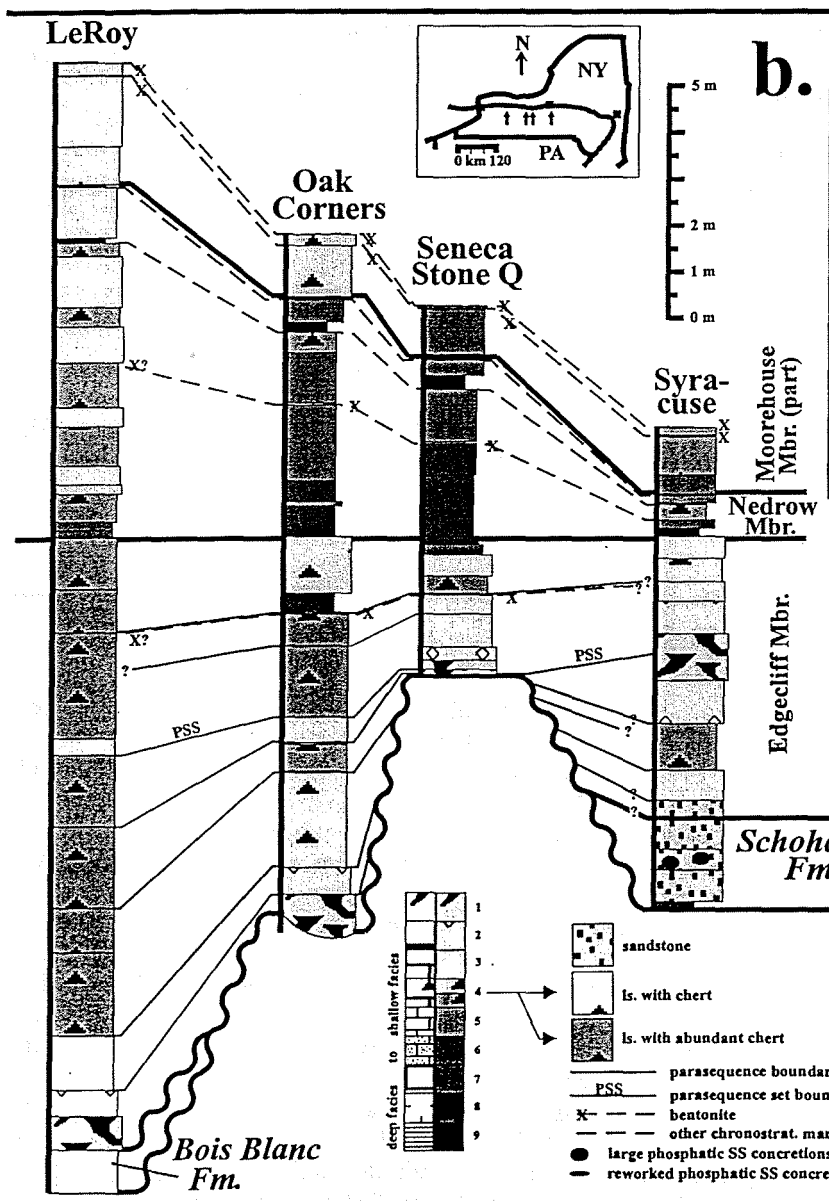 LeRoy
b.
N
NY
PA
0 km 120
5 m
2 m
1 m
0 m
Oak
Corners
Seneca
Stone Q
Syra-
cuse
X
X
X
X
X
X
X
X
X?
X
X
Moorehouse
Mbr. (part)
Nedrow
Mbr.
Edgecliff Mbr.
X?
X
X
?
?
?
PSS
PSS
?
?
?
?
Schoha
Fm
Bois Blanc
Fm.
deep facies to shallow facies
1
2
3
4
5
6
7
8
9
sandstone
ls. with chert
ls. with abundant chert
parasequence boundar
PSS parasequence set boun
X bentonite
other chronostrat. mar
large phosphatic SS concretions
reworked phosphatic SS concre